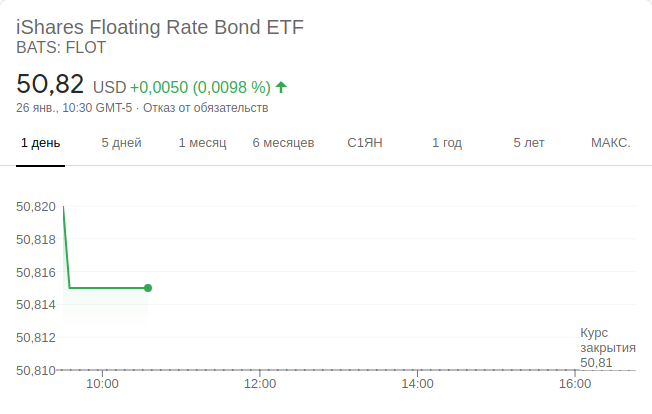 iShares Floating Rate Bond ETF
BATS: FLOT
50,82 USD +0,0050 (0,0098 %)
26 янв., 10:30 GMT-5 · Отказ от обязательств
1 день 5 дней 1 месяц 6 месяцев С1ЯН 1 год 5 лет МАКС.
50,820
50,818
50,816
50,814
50,812
50,810
Курс
закрытия
50,81
10:00 12:00 14:00 16:00